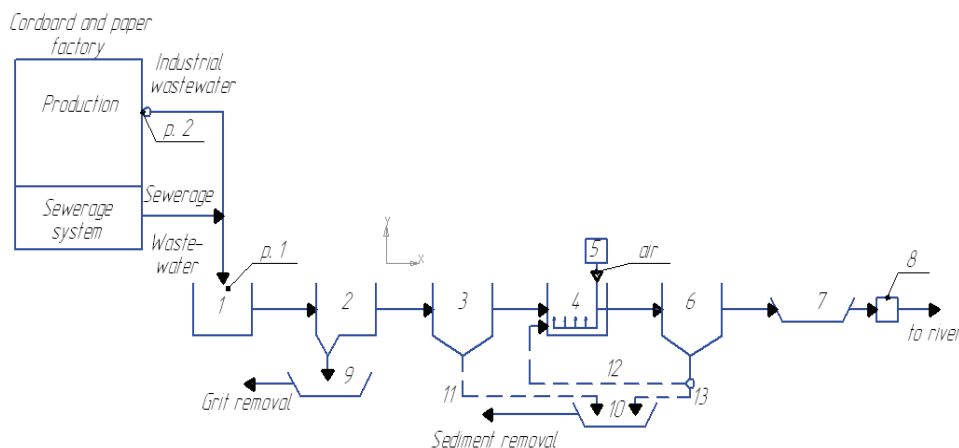 Cordboard and paper
factory
Industrial
wastewater
Production
p. 2
Sewerage
Sewerage
system
Waste-
water
p. 1
y
x
5
air
8
1
2
3
4
6
7
to river
9
12
11
10
13
Grit removal
Sediment removal